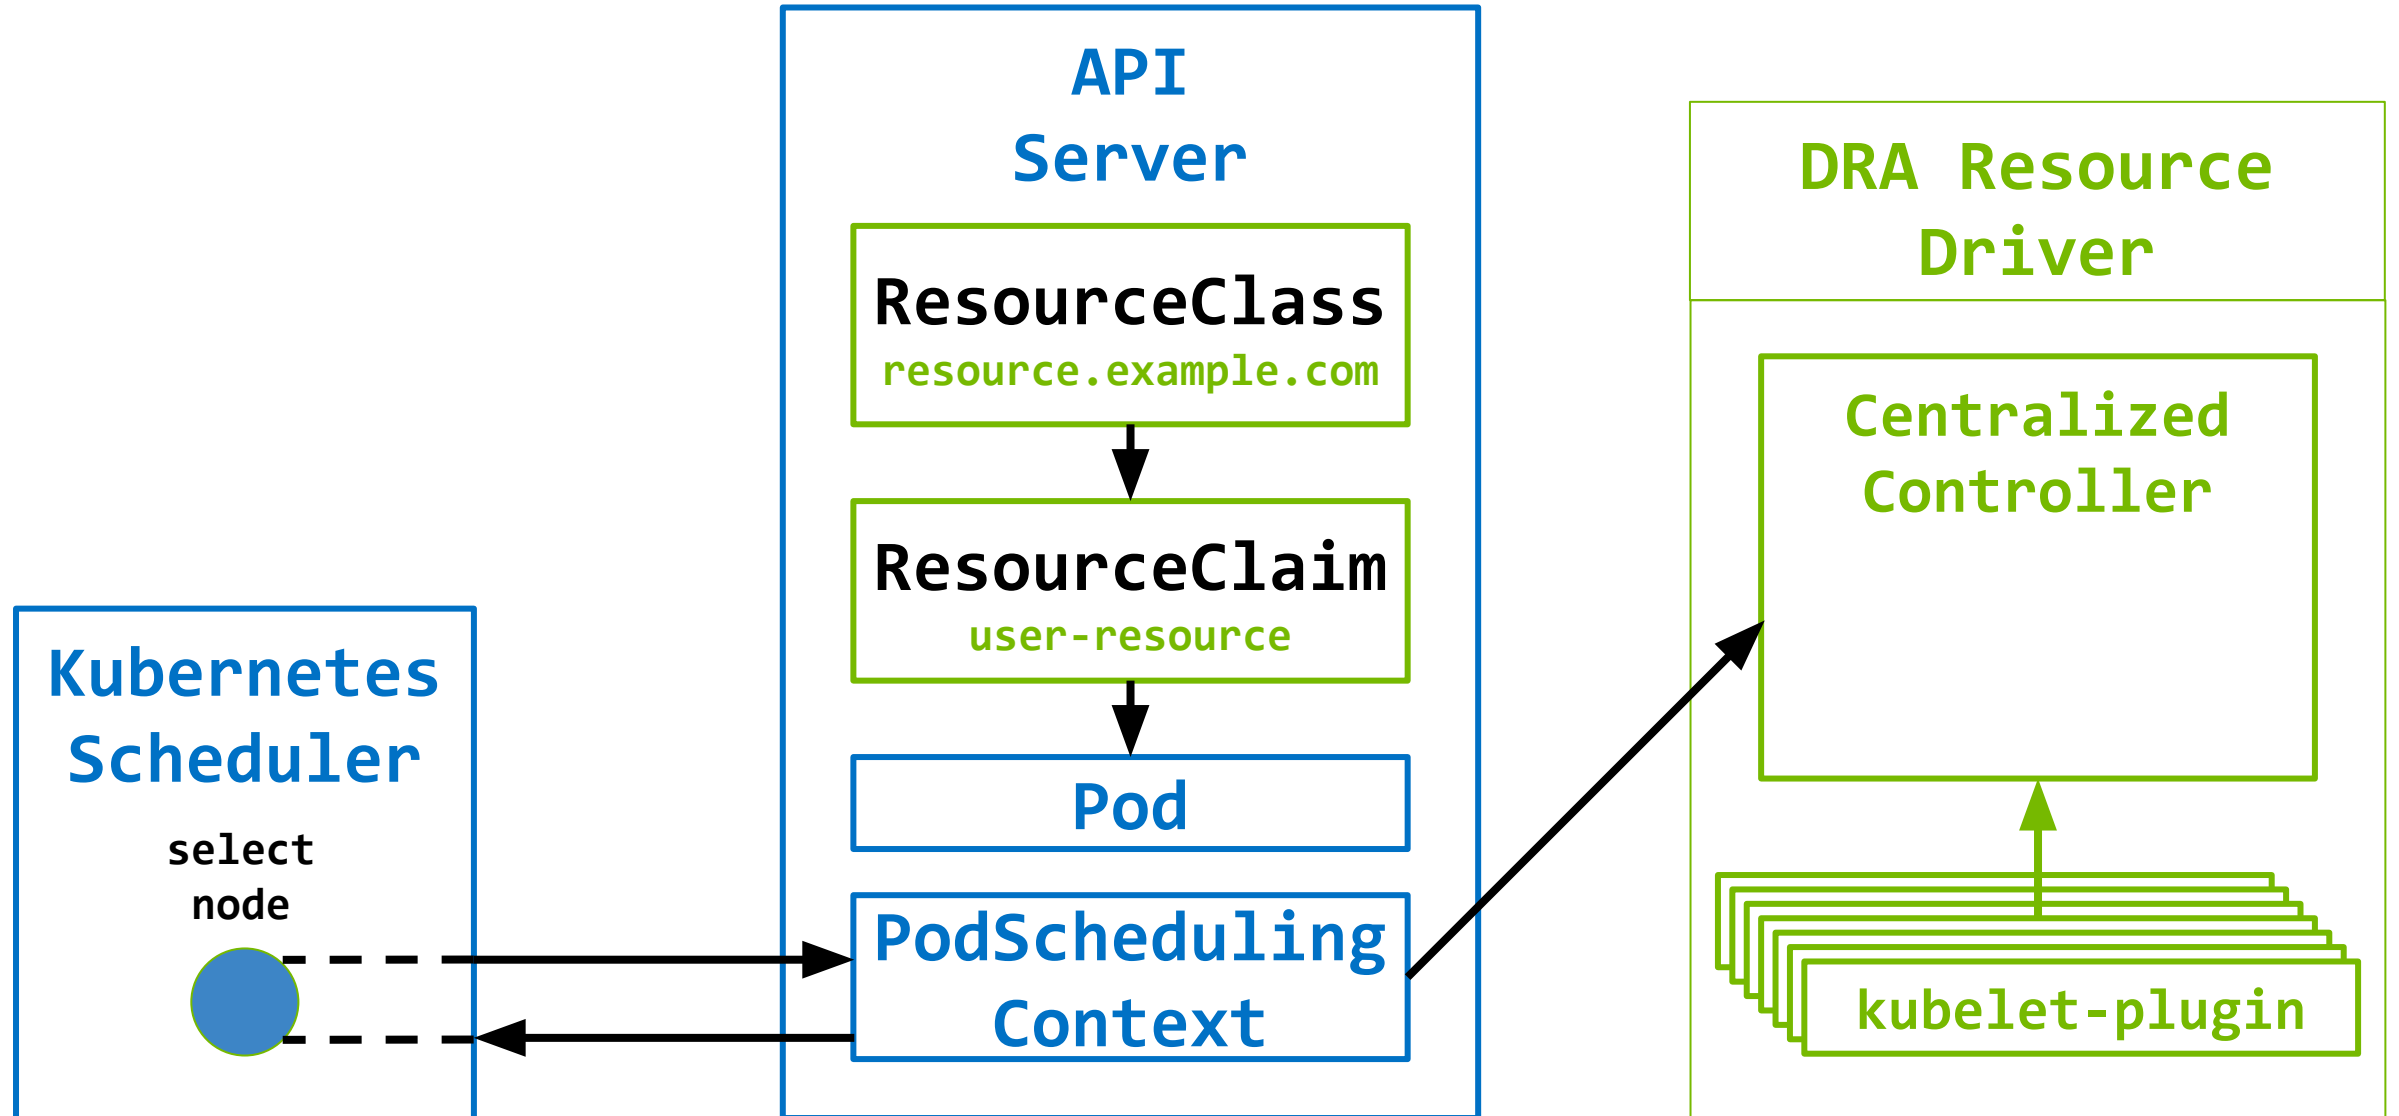 API
Server
ResourceClass
resource.example.com
ResourceClaim
user-resource
Pod
PodScheduling
Context
Kubernetes
Scheduler
select
node
DRA Resource
Driver
Centralized
Controller
kubelet-plugin